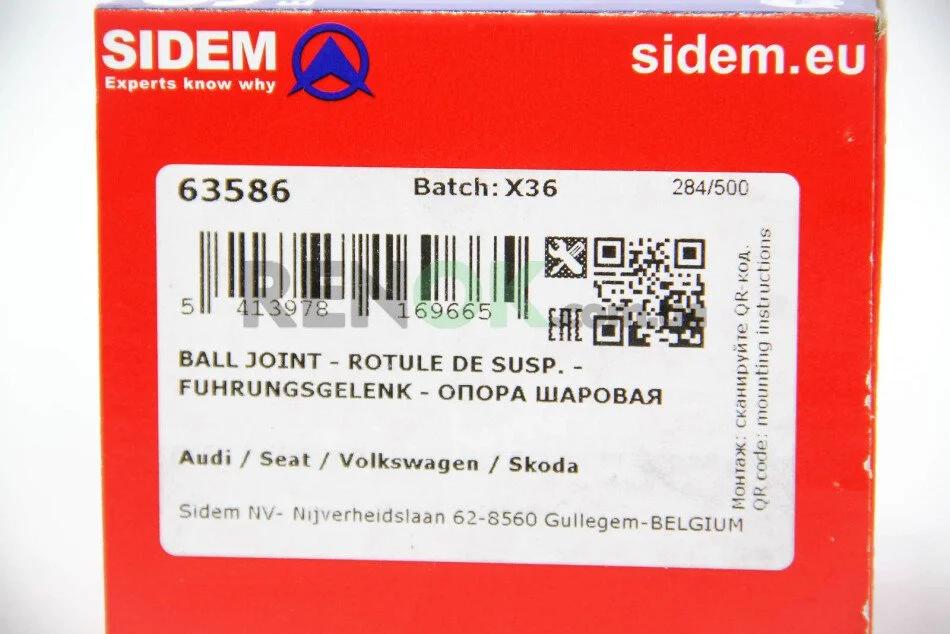 SIDEM
Experts know why
sidem.eu
63586
Batch: X36
284/500
5 413978 169665
EAC
BALL JOINT - ROTULE DE SUSP. -
FUHRUNGSGELENK - ОПОРА ШАРОВАЯ
Audi / Seat / Volkswagen / Skoda
Sidem NV- Nijverheidslaan 62-8560 Gullegem-BELGIUM
Монтаж: сканируйте QR-код.
QR code: mounting instructions
RENOK